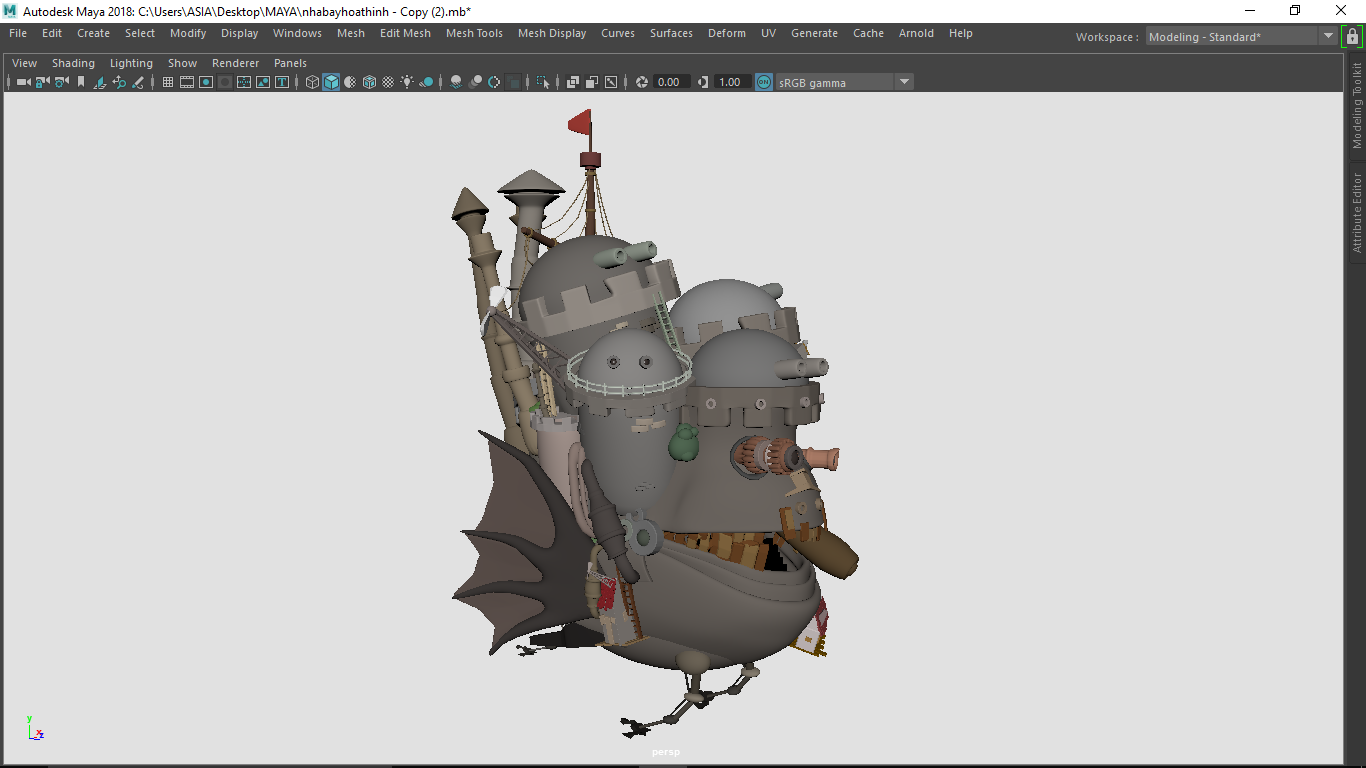 Autodesk Maya 2018: C:\Users\ASIA\Desktop\MAYA\nhabayhoathinh - Copy (2).mb*
File Edit Create Select Modify Display Windows Mesh Edit Mesh Mesh Tools Mesh Display Curves Surfaces Deform UV Generate Cache Arnold Help
Workspace : Modeling - Standard*
View Shading Lighting Show Renderer Panels
0.00 1.00 ON sRGB gamma
Modeling Toolkit
Attribute Editor
y
x
z
persp